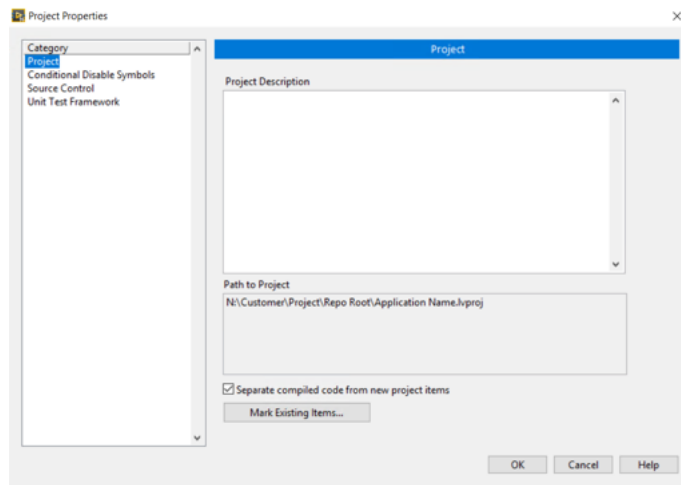 Project Properties
Category
Project
Conditional Disable Symbols
Source Control
Unit Test Framework
Project
Project Description
Path to Project
N:\Customer\Project\Repo Root\Application Name.lvproj
Separate compiled code from new project items
Mark Existing Items...
OK Cancel Help